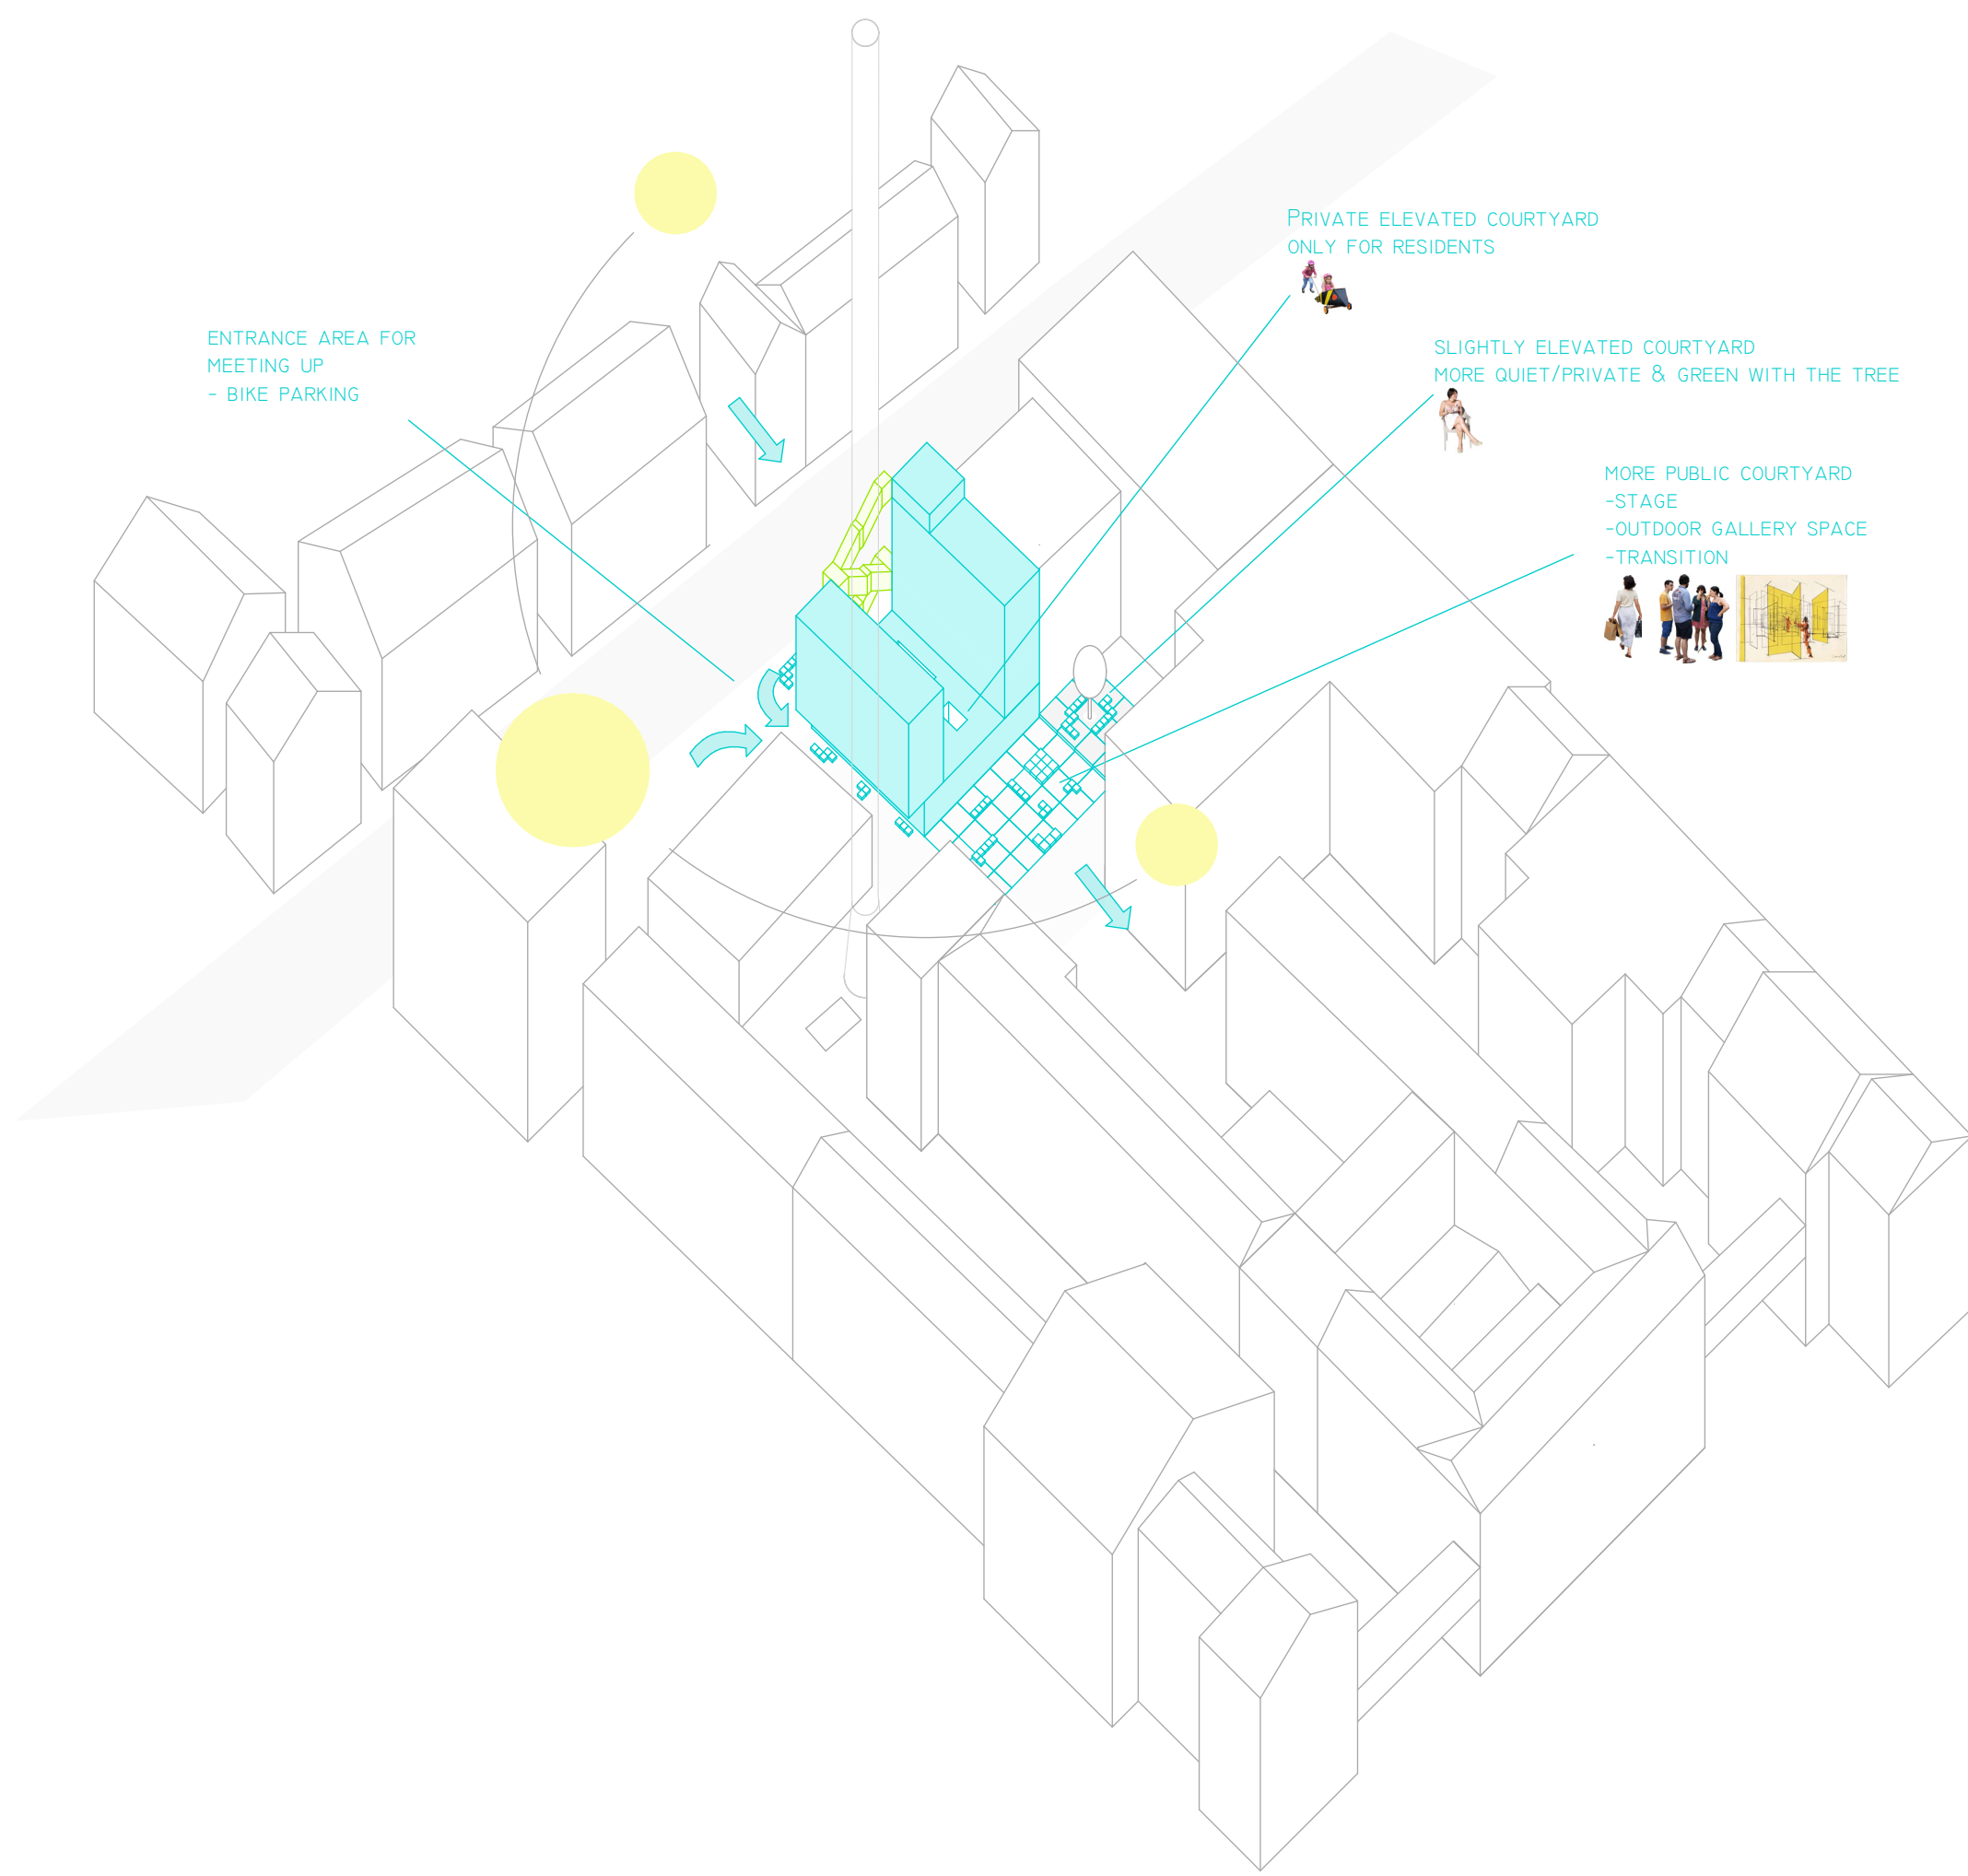 PRIVATE ELEVATED COURTYARD
ONLY FOR RESIDENTS
ENTRANCE AREA FOR
MEETING UP
- BIKE PARKING
SLIGHTLY ELEVATED COURTYARD
MORE QUIET/PRIVATE & GREEN WITH THE TREE
MORE PUBLIC COURTYARD
-STAGE
-OUTDOOR GALLERY SPACE
-TRANSITION